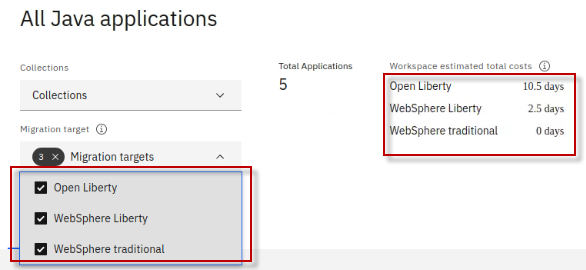 All Java applications
Collections
Collections
Migration target
3 × Migration targets
Open Liberty
WebSphere Liberty
WebSphere traditional
Total Applications
5
Workspace estimated total costs
Open Liberty 10.5 days
WebSphere Liberty 2.5 days
WebSphere traditional 0 days